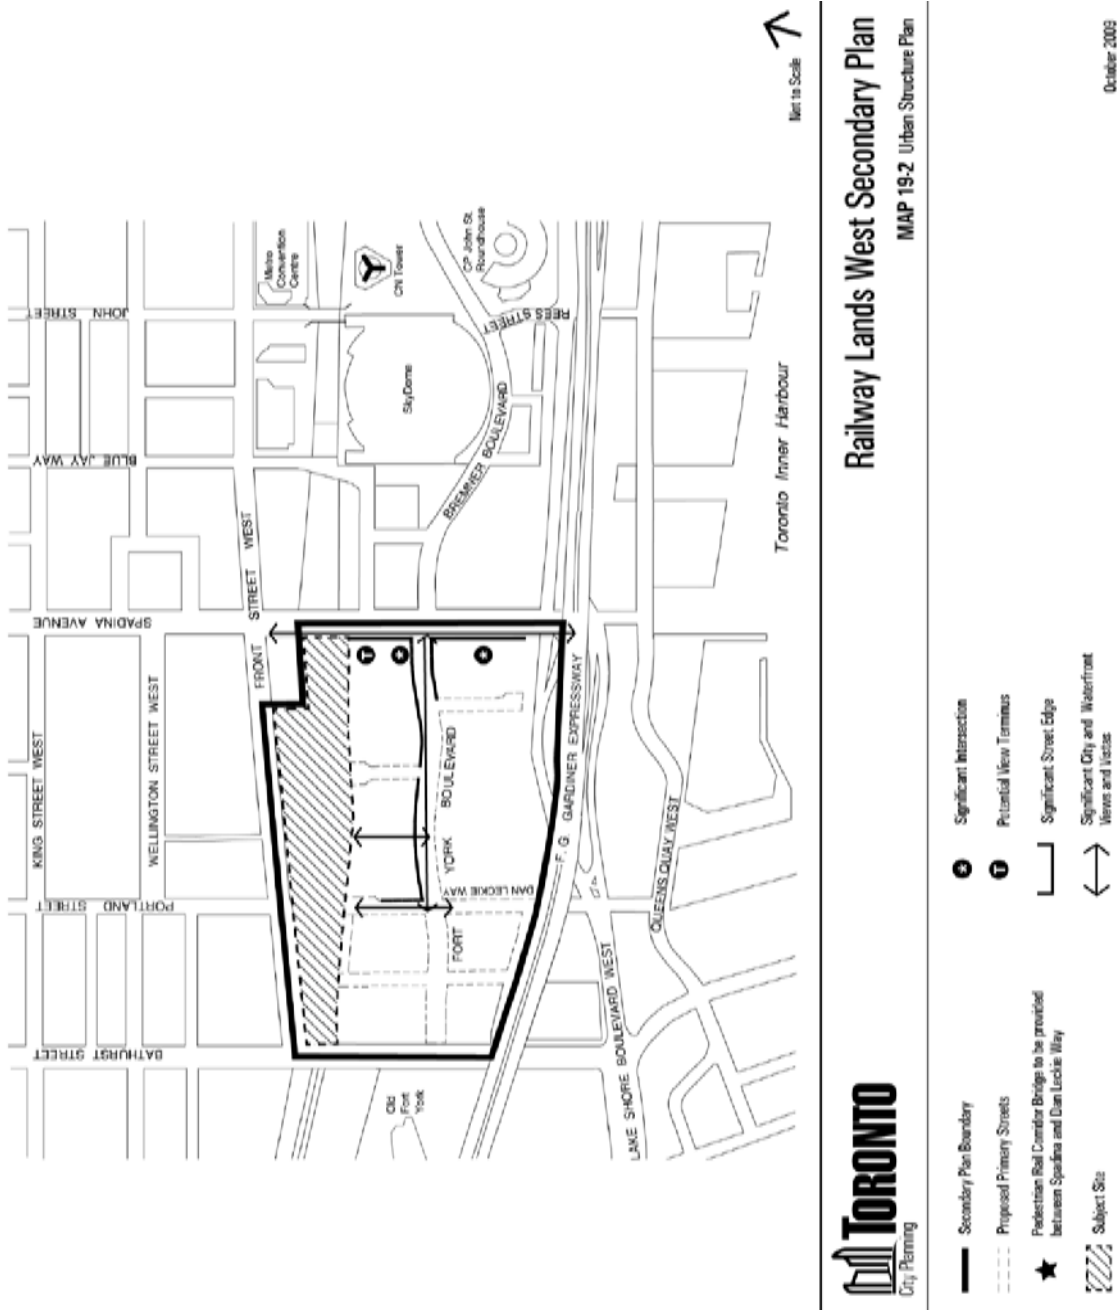 KING STREET WEST
WELLINGTON STREET WEST
FRONT
STREET WEST
BATHURST
STREET
PORTLAND
STREET
SPADINA AVENUE
BLUE JAY WAY
JOHN STREET
Metro
Convention
Centre
CN Tower
SkyDome
CP John St.
Roundhouse
REES STREET
BREMNER BOULEVARD
FORT
YORK
BOULEVARD
DAN LECKIE WAY
F. G. GARDINER EXPRESSWAY
Old
Fort
York
LAKE SHORE BOULEVARD WEST
QUEENS QUAY WEST
Toronto Inner Harbour
Not to Scale
TORONTO
City Planning
Railway Lands West Secondary Plan
MAP 19-2 Urban Structure Plan
Secondary Plan Boundary
Proposed Primary Streets
Pedestrian Rail Corridor Bridge to be provided
between Spadina and Dan Leckie Way
Subject Site
Significant Intersection
T
T
Potential View Terminus
Significant Street Edge
Significant City and Waterfront
Views and Vistas
October 2009